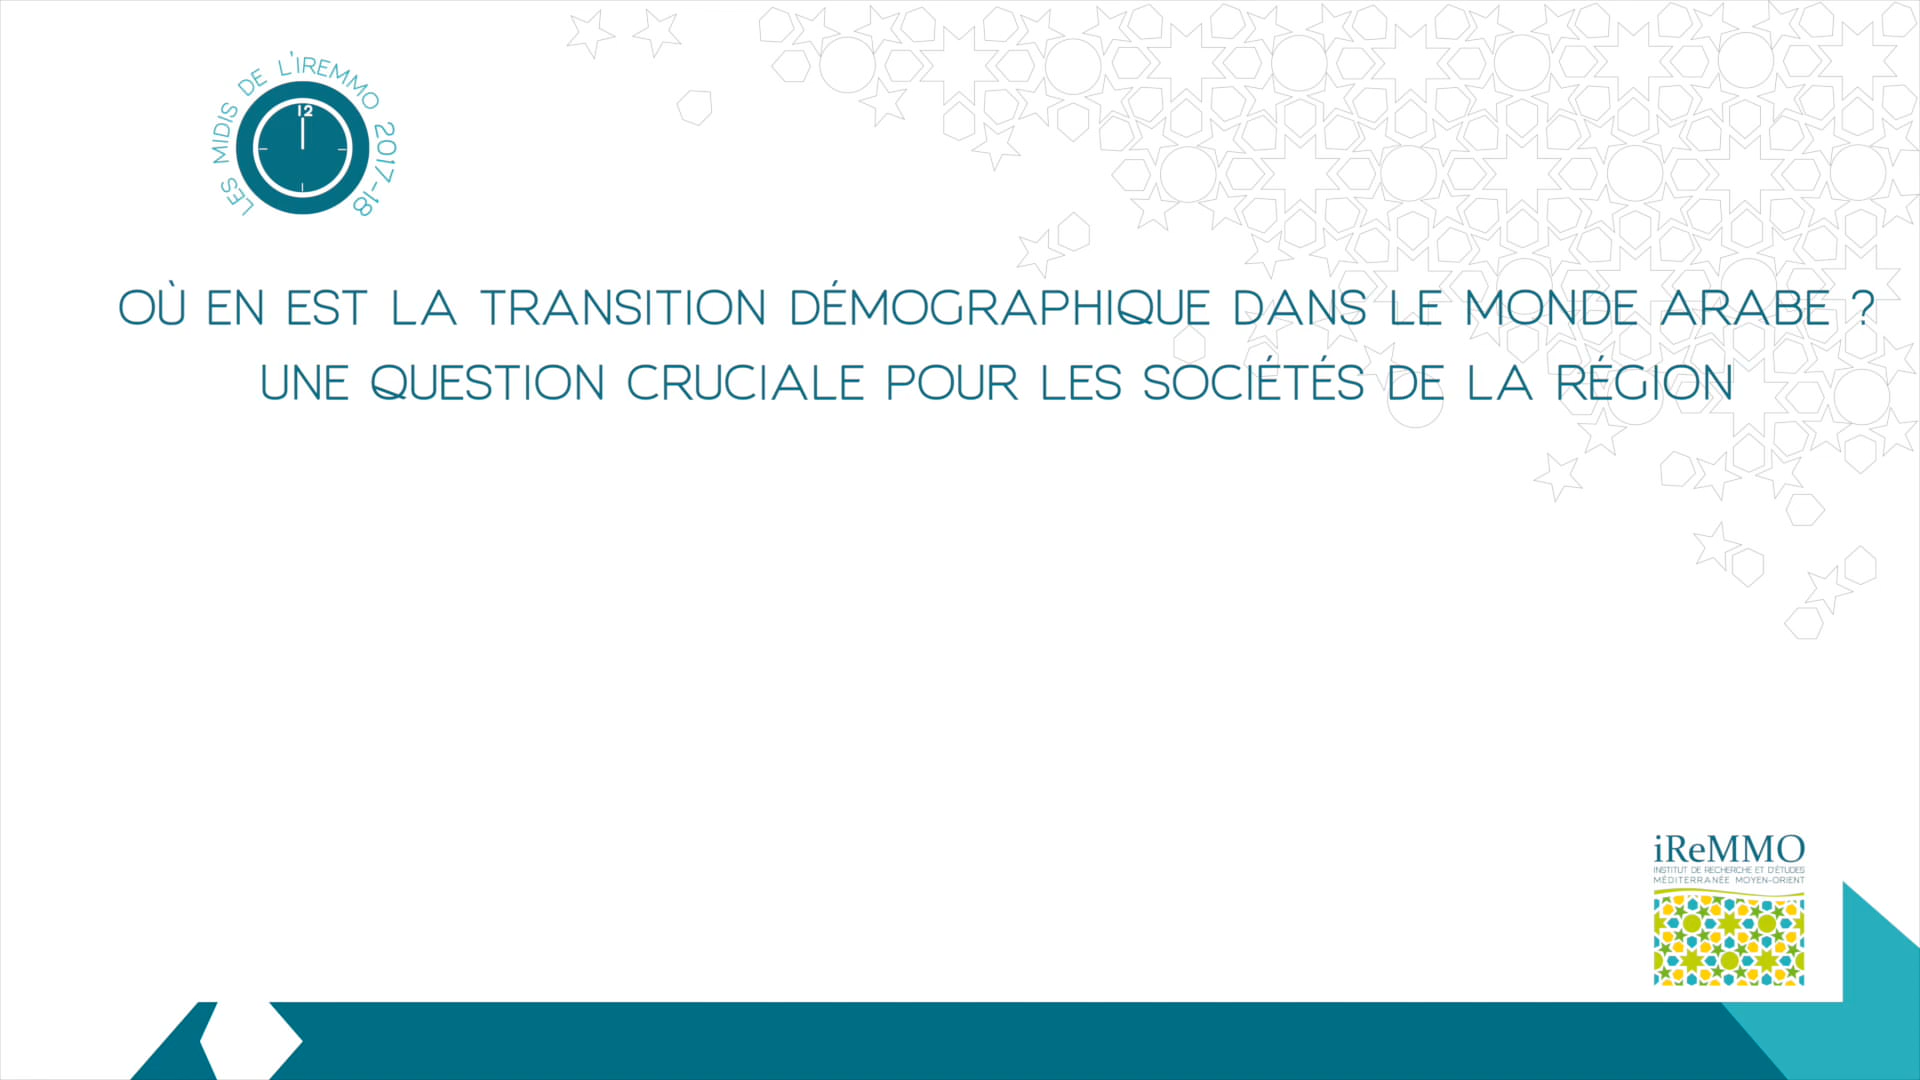 LES MIDIS DE L'IREMMO 2017-18
12
OÙ EN EST LA TRANSITION DÉMOGRAPHIQUE DANS LE MONDE ARABE ?
UNE QUESTION CRUCIALE POUR LES SOCIÉTÉS DE LA RÉGION
iReMMO
INSTITUT DE RECHERCHE ET D'ÉTUDES
MÉDITERRANÉE MOYEN-ORIENT